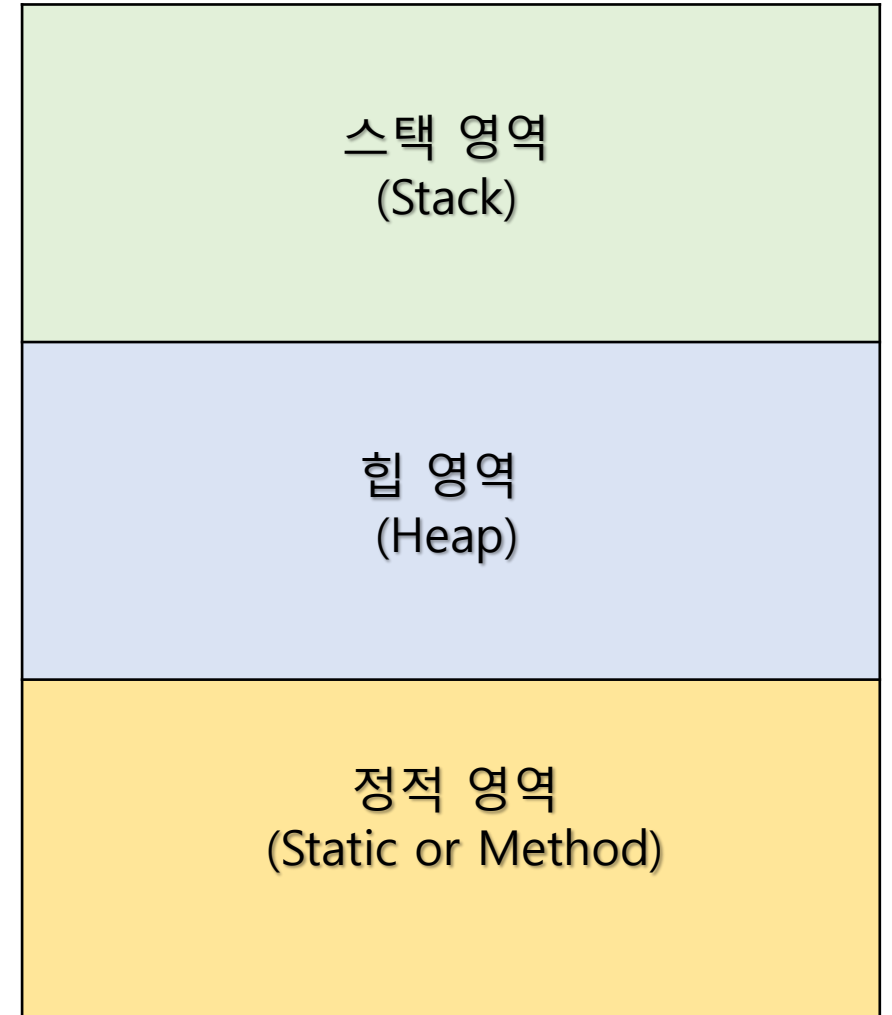 스택 영역
(Stack)
힙 영역
(Heap)
정적 영역
(Static or Method)